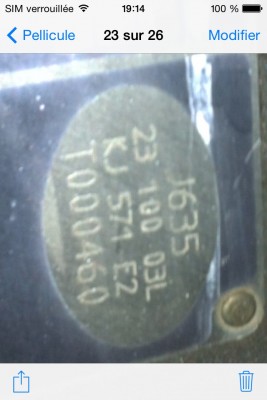 SIM verrouillée 19:14 100 %
Pellicule 23 sur 26 Modifier
J635
23 100 03L
KJ 571 E2
T000460